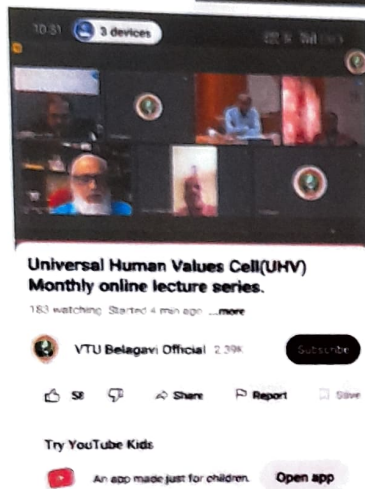 10:31 3 devices
Universal Human Values Cell(UHV)
Monthly online lecture series.
183 watching Started 4 min ago ...more
VTU Belagavi Official 2.39K Subscribe
58 Share Report Save
Try YouTube Kids
An app made just for children. Open app